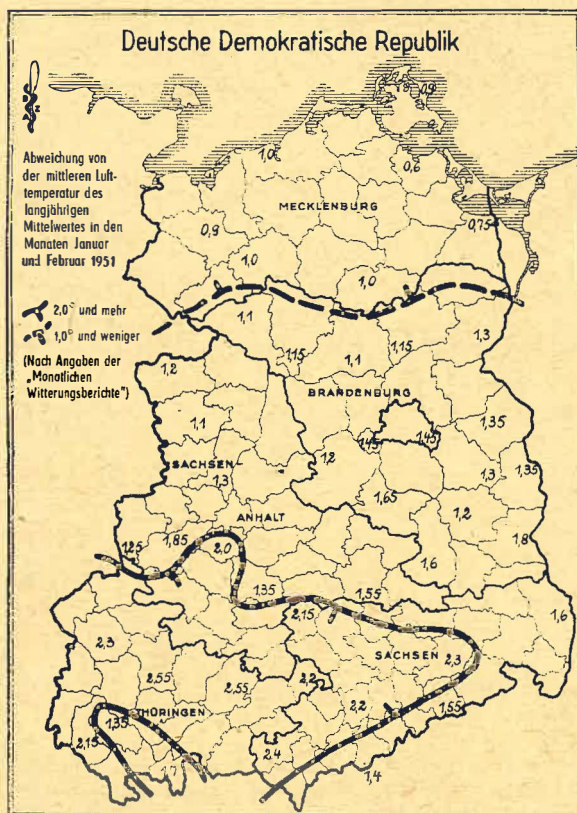 Deutsche Demokratische Republik
Abweichung von
der mittleren Luft-
temperatur des
langjährigen
Mittelwertes in den
Monaten Januar
und Februar 1951
2,0° und mehr
1,0° und weniger
(Nach Angaben der
„Monatlichen
Witterungsberichte")
0,9
1,0
0,6
MECKLENBURG
0,9
0,75
1,0
1,0
1,1
1,15
1,1
1,15
1,3
1,2
BRANDENBURG
1,1
1,35
1,45
1,45
1,2
SACHSEN-
1,3
1,3
1,35
1,65
ANHALT
1,2
1,85
2,0
1,8
1,25
1,6
1,35
1,55
2,15
1,6
2,3
SACHSEN
2,3
2,55
2,55
2,2
2,2
THÜRINGEN
1,35
1,55
2,15
2,4
1,4